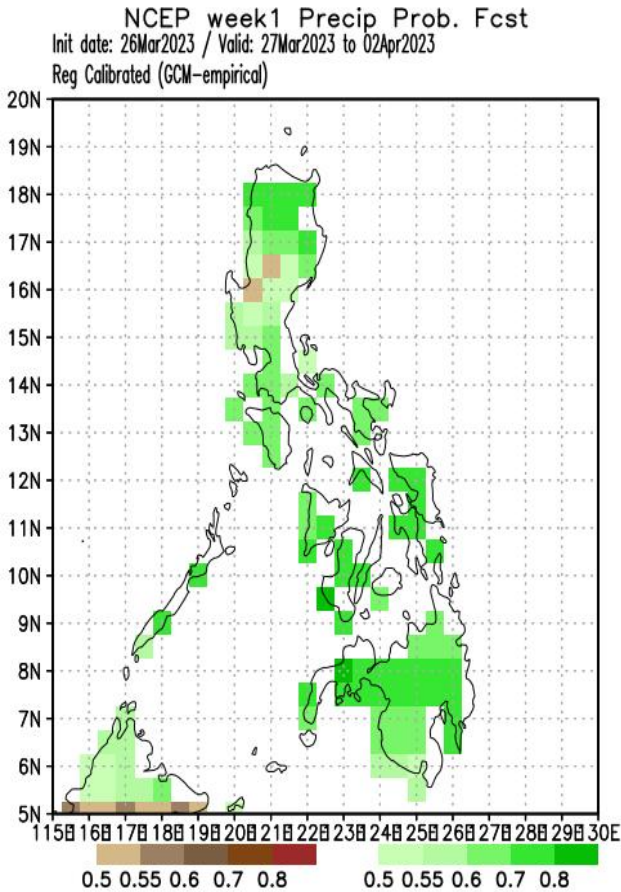 NCEP week1 Precip Prob. Fcst
Init date: 26Mar2023 / Valid: 27Mar2023 to 02Apr2023
Reg Calibrated (GCM-empirical)
20N
19N
18N
17N
16N
15N
14N
13N
12N
11N
10N
9N
8N
7N
6N
5N
115E 116E 117E 118E 119E 120E 121E 122E 123E 124E 125E 126E 127E 128E 129E 130E
0.5 0.55 0.6 0.7 0.8 0.5 0.55 0.6 0.7 0.8